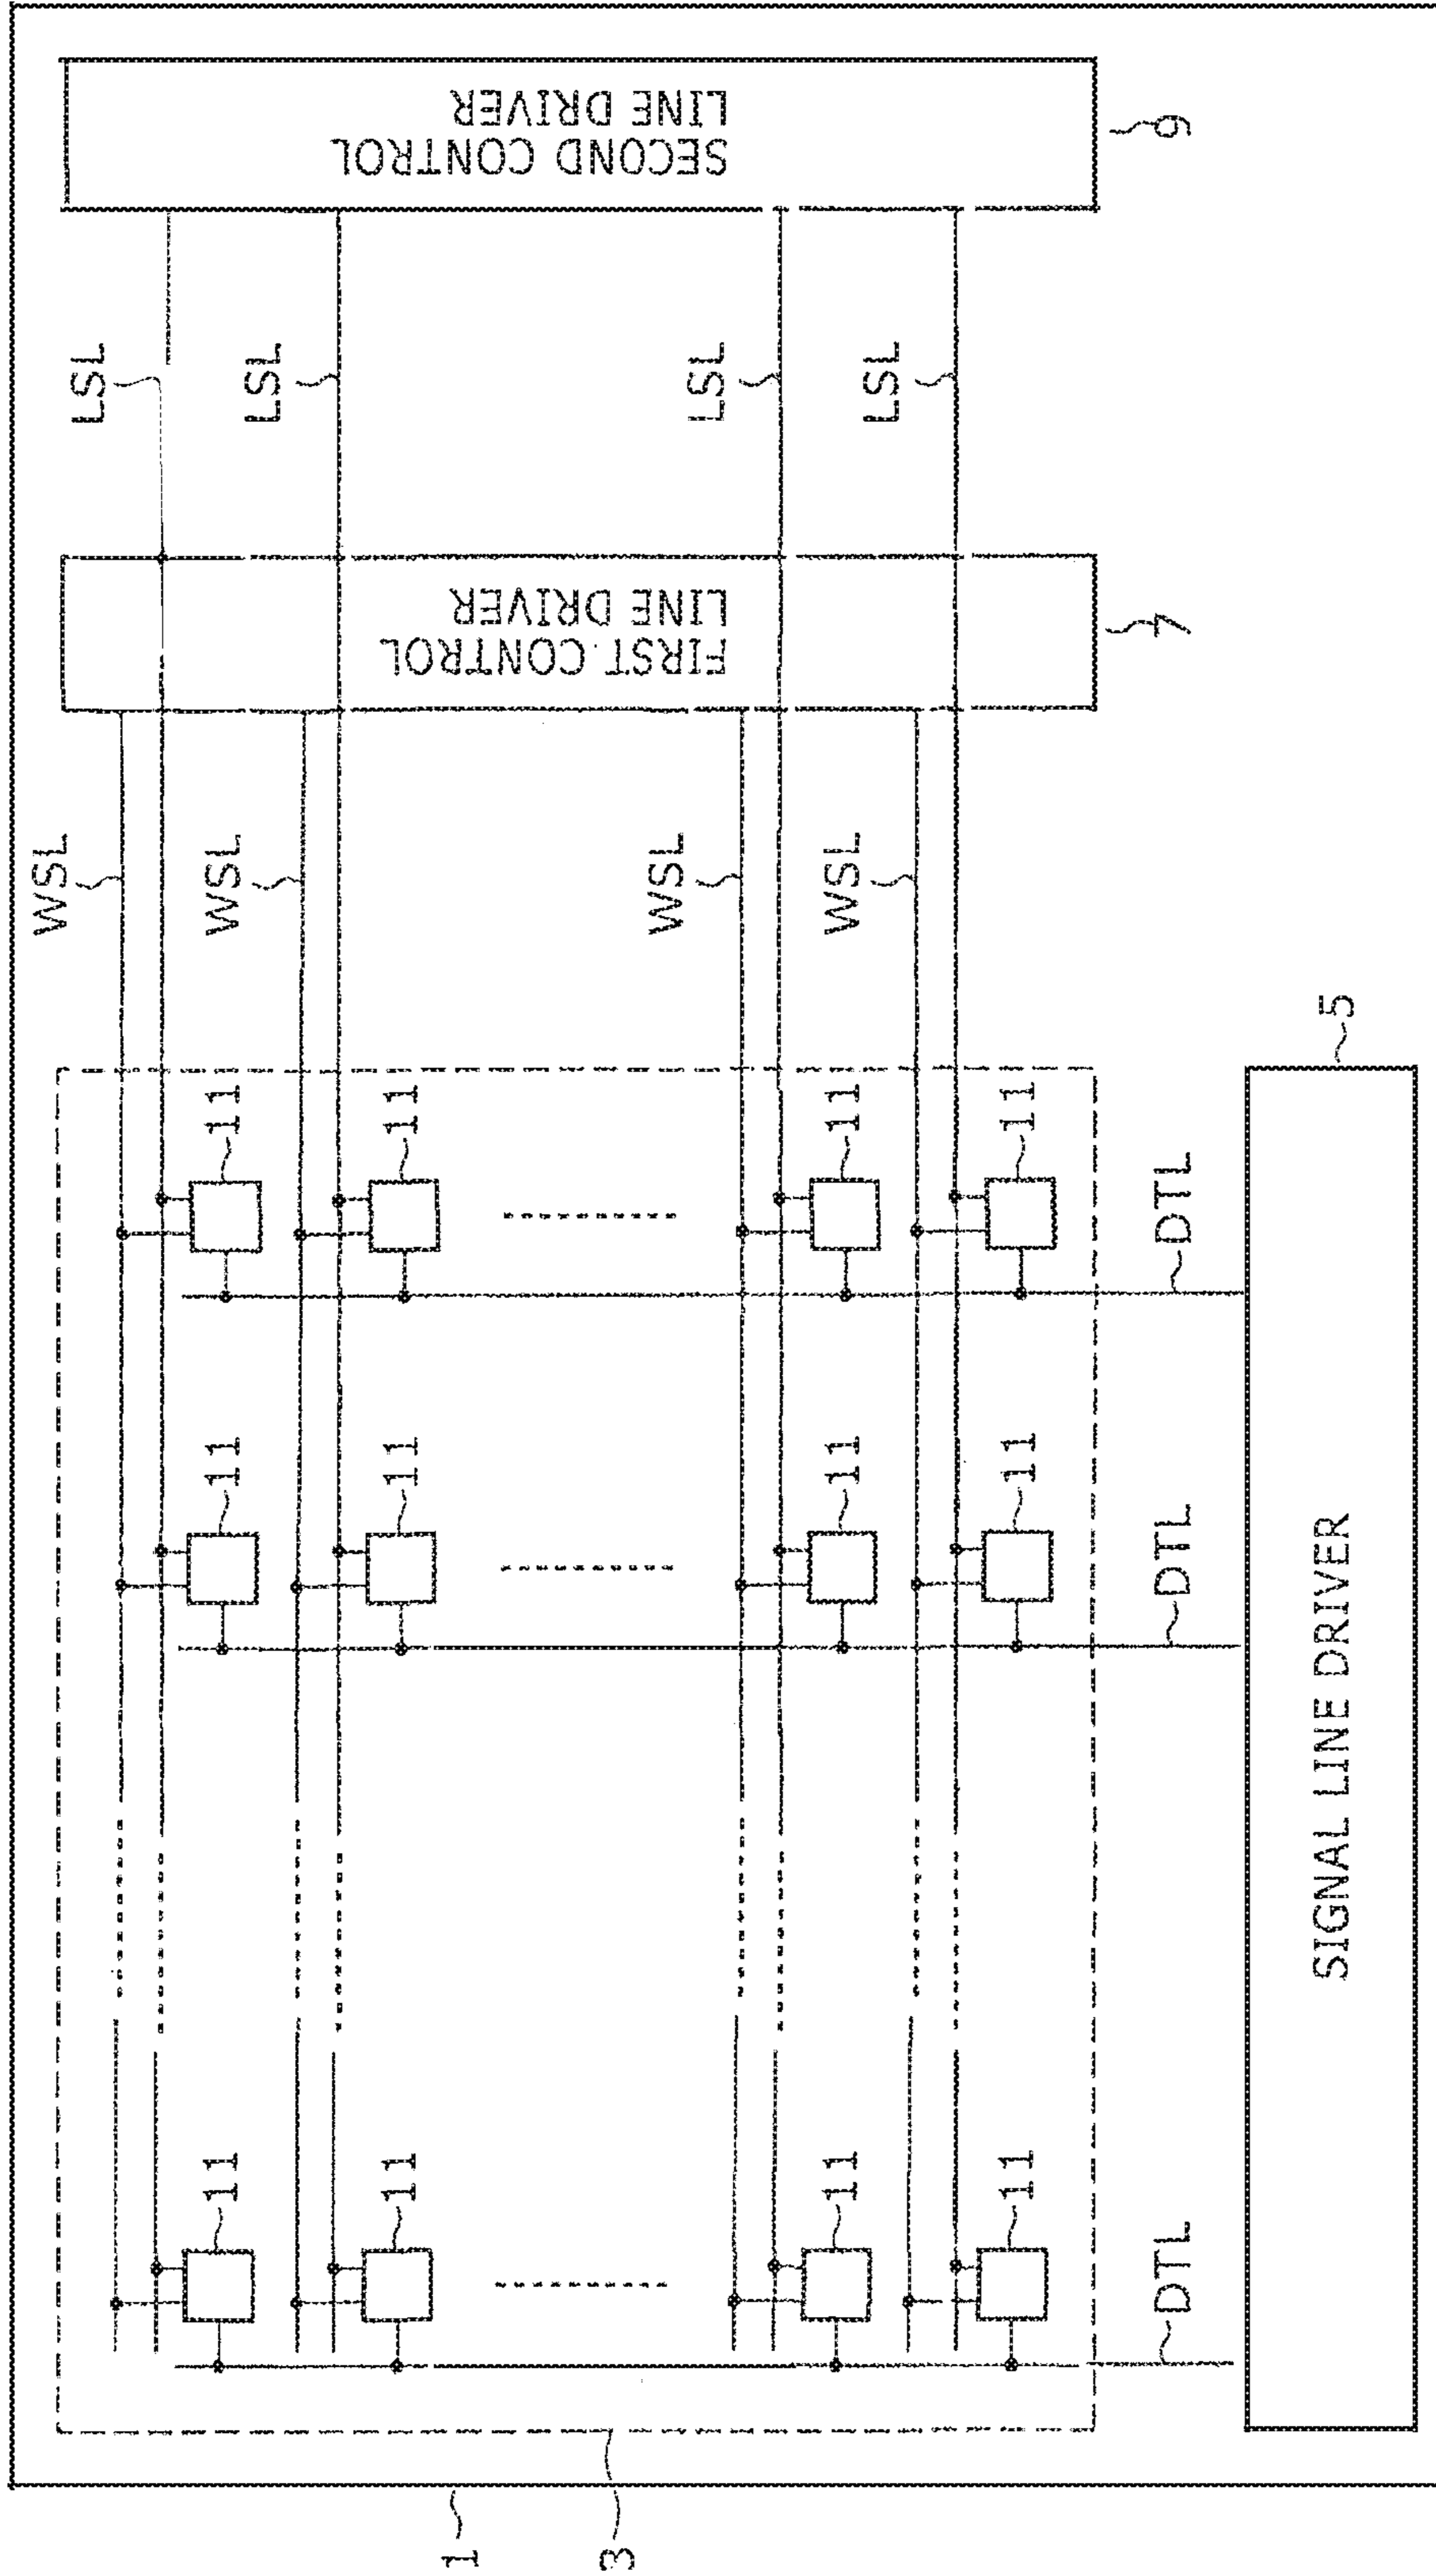 WSL
LSL
11
11
11
WSL
LSL
11
11
11
1
3
FIRST CONTROL
LINE DRIVER
SECOND CONTROL
LINE DRIVER
WSL
LSL
11
11
11
WSL
LSL
11
11
11
DTL
DTL
DTL
7
9
SIGNAL LINE DRIVER
5